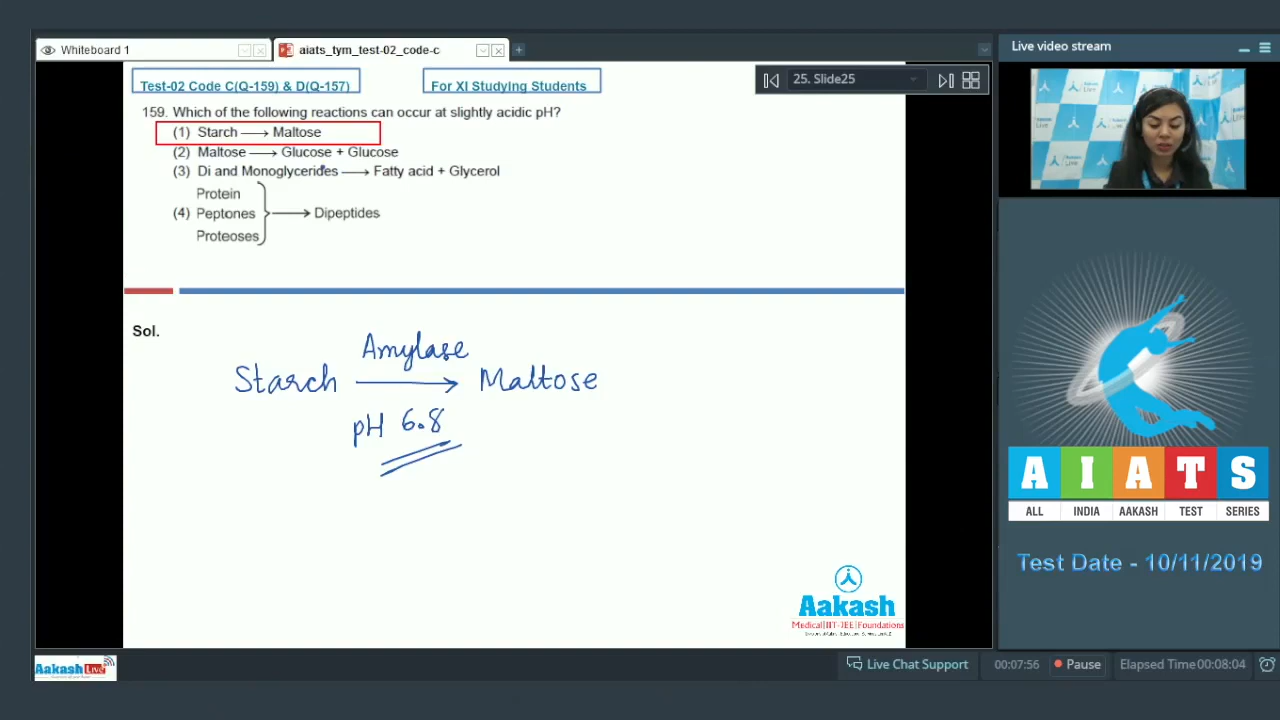 Whiteboard 1
aiats_tym_test-02_code-c
Live video stream
Test-02 Code C(Q-159) & D(Q-157)
For XI Studying Students
25. Slide25
159. Which of the following reactions can occur at slightly acidic pH?
(1) Starch ⟶ Maltose
(2) Maltose ⟶ Glucose + Glucose
(3) Di and Monoglycerides ⟶ Fatty acid + Glycerol
Protein
(4) Peptones ⟶ Dipeptides
Proteoses
Sol.
Amylase
Starch ⟶ Maltose
pH 6.8
A I A T S
ALL INDIA AAKASH TEST SERIES
Test Date - 10/11/2019
Aakash
Medical|IIT-JEE|Foundations
Aakash Live
Live Chat Support
00:07:56
Pause
Elapsed Time 00:08:04